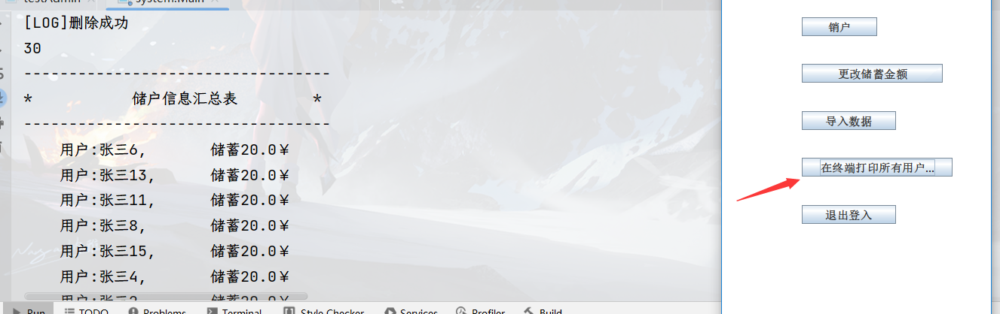 testAdmin system.Main
[LOG]删除成功
30
-----------------------------------
* 储户信息汇总表 *
-----------------------------------
用户:张三6, 储蓄20.0¥
用户:张三13, 储蓄20.0¥
用户:张三11, 储蓄20.0¥
用户:张三8, 储蓄20.0¥
用户:张三15, 储蓄20.0¥
用户:张三4, 储蓄20.0¥
Run TODO Problems Terminal Style Checker Services Profiler Build
销户
更改储蓄金额
导入数据
在终端打印所有用户...
退出登入